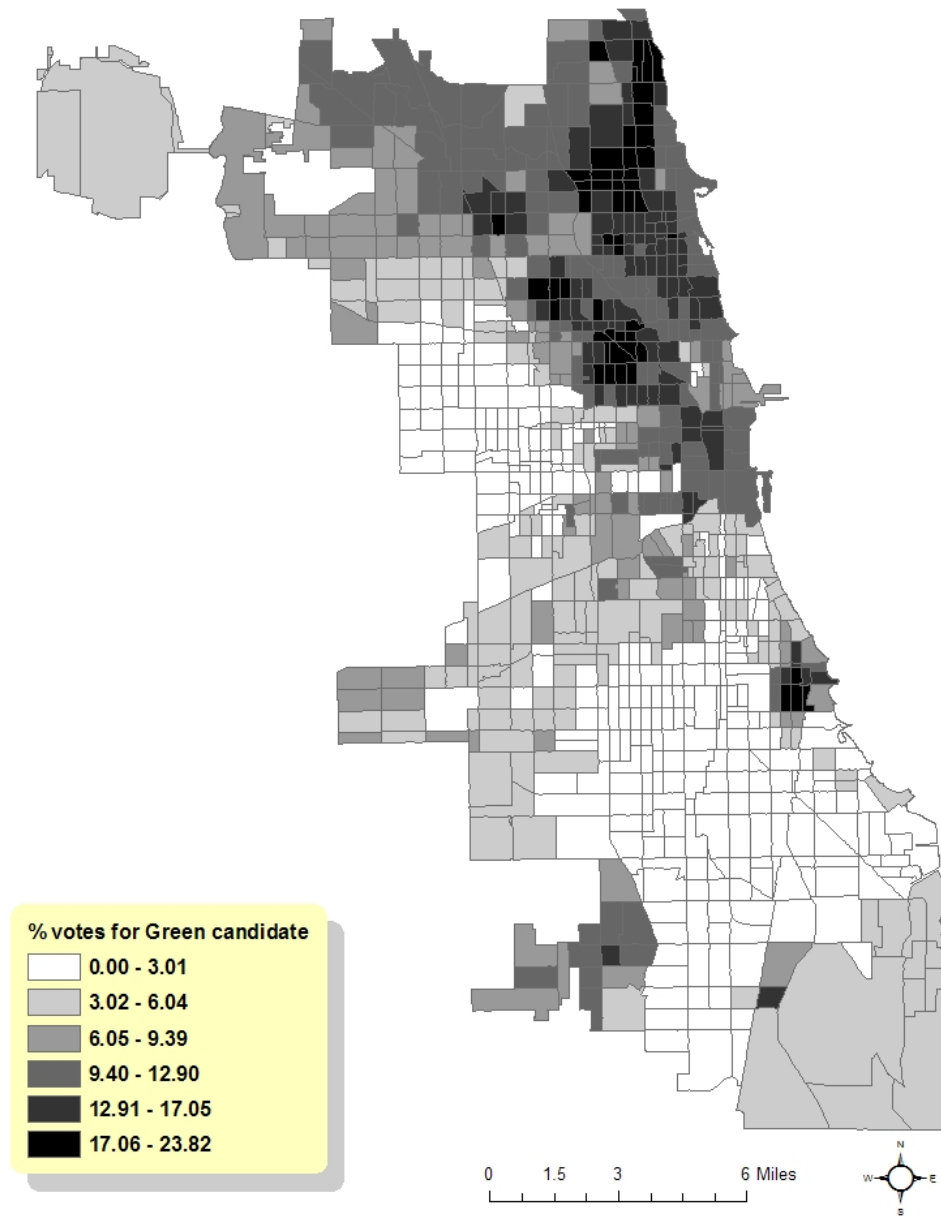 % votes for Green candidate
0.00 - 3.01
3.02 - 6.04
6.05 - 9.39
9.40 - 12.90
12.91 - 17.05
17.06 - 23.82
0 1.5 3 6 Miles
N
W E
S